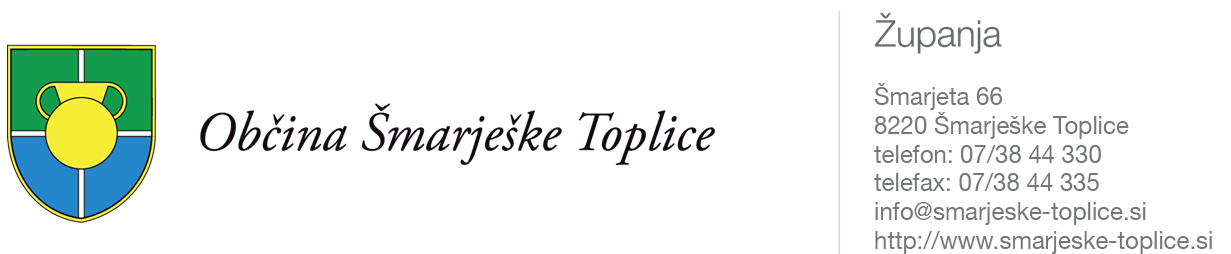 Občina Šmarješke Toplice
Županja
Šmarjeta 66
8220 Šmarješke Toplice
telefon: 07/38 44 330
telefax: 07/38 44 335
info@smarjeske-toplice.si
http://www.smarjeske-toplice.si